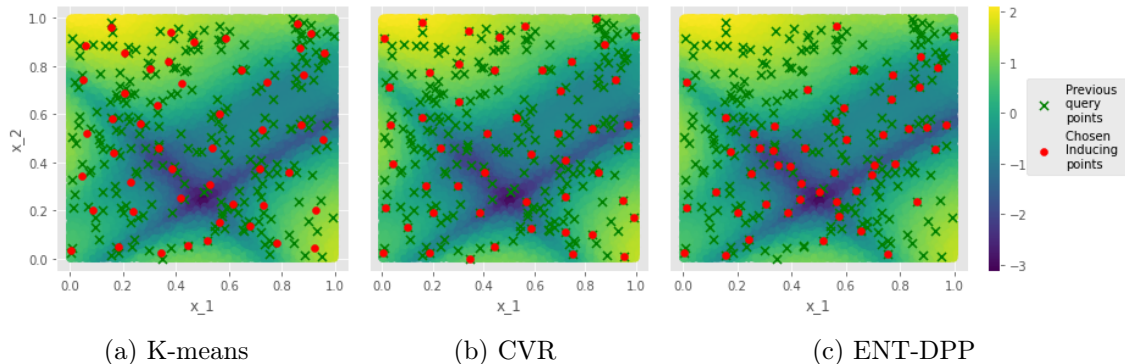 1.0
0.8
0.6
0.4
0.2
0.0
x_2
0.0 0.2 0.4 0.6 0.8 1.0
x_1
0.0 0.2 0.4 0.6 0.8 1.0
x_1
0.0 0.2 0.4 0.6 0.8 1.0
x_1
2
1
0
−1
−2
−3
Previous
query
points
Chosen
Inducing
points
(a) K-means
(b) CVR
(c) ENT-DPP